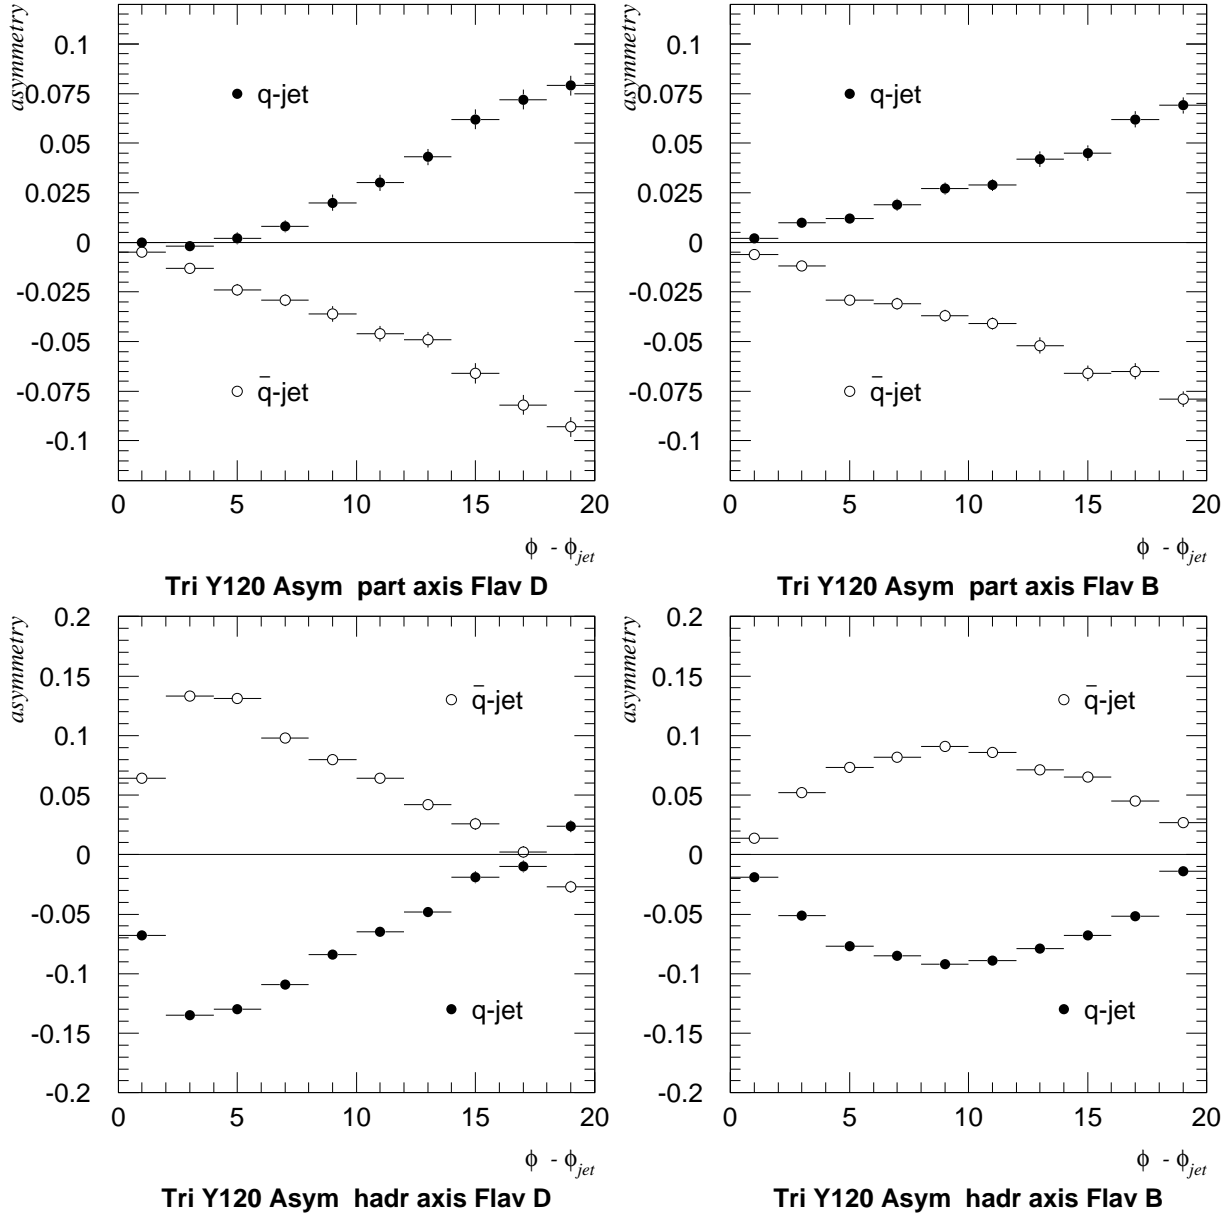 asymmetry
0.1
0.075
0.05
0.025
0
-0.025
-0.05
-0.075
-0.1
q-jet
q̄-jet
0 5 10 15 20
ϕ - ϕjet
Tri Y120 Asym part axis Flav D
asymmetry
0.1
0.075
0.05
0.025
0
-0.025
-0.05
-0.075
-0.1
q-jet
q̄-jet
0 5 10 15 20
ϕ - ϕjet
Tri Y120 Asym part axis Flav B
asymmetry
0.2
0.15
0.1
0.05
0
-0.05
-0.1
-0.15
-0.2
q̄-jet
q-jet
0 5 10 15 20
ϕ - ϕjet
Tri Y120 Asym hadr axis Flav D
asymmetry
0.2
0.15
0.1
0.05
0
-0.05
-0.1
-0.15
-0.2
q̄-jet
q-jet
0 5 10 15 20
ϕ - ϕjet
Tri Y120 Asym hadr axis Flav B